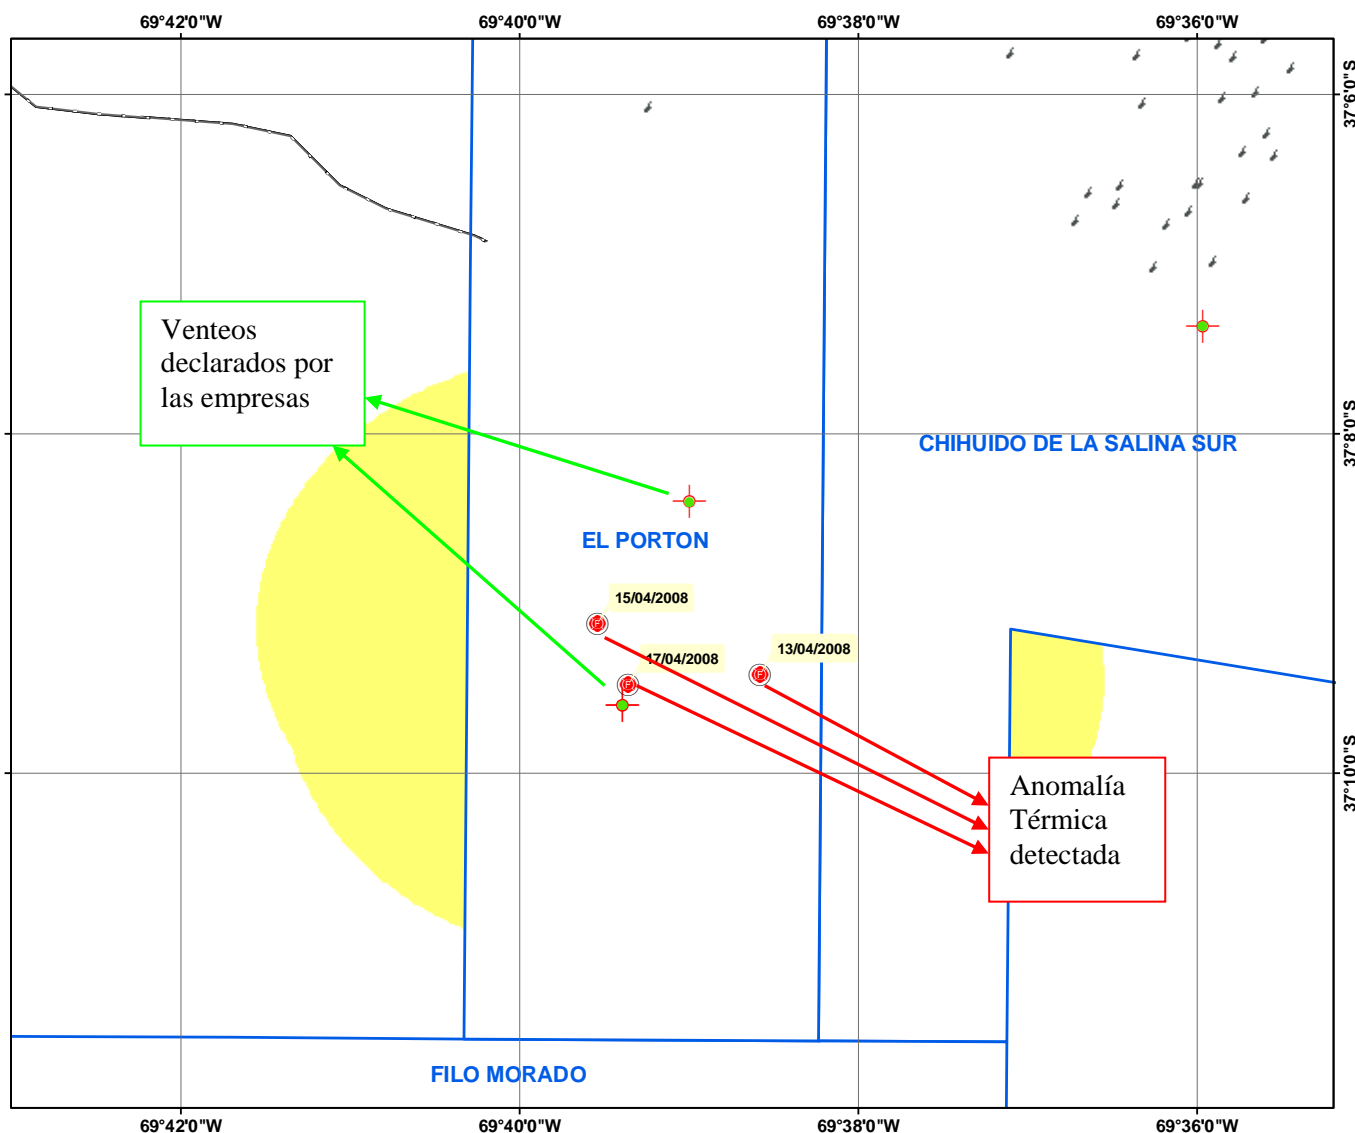 69°42'0"W
69°40'0"W
69°38'0"W
69°36'0"W
37°6'0"S
Venteos
declarados por
las empresas
37°8'0"S
CHIHUIDO DE LA SALINA SUR
EL PORTON
15/04/2008
17/04/2008
13/04/2008
F
F
F
37°10'0"S
Anomalía
Térmica
detectada
FILO MORADO
69°42'0"W
69°40'0"W
69°38'0"W
69°36'0"W